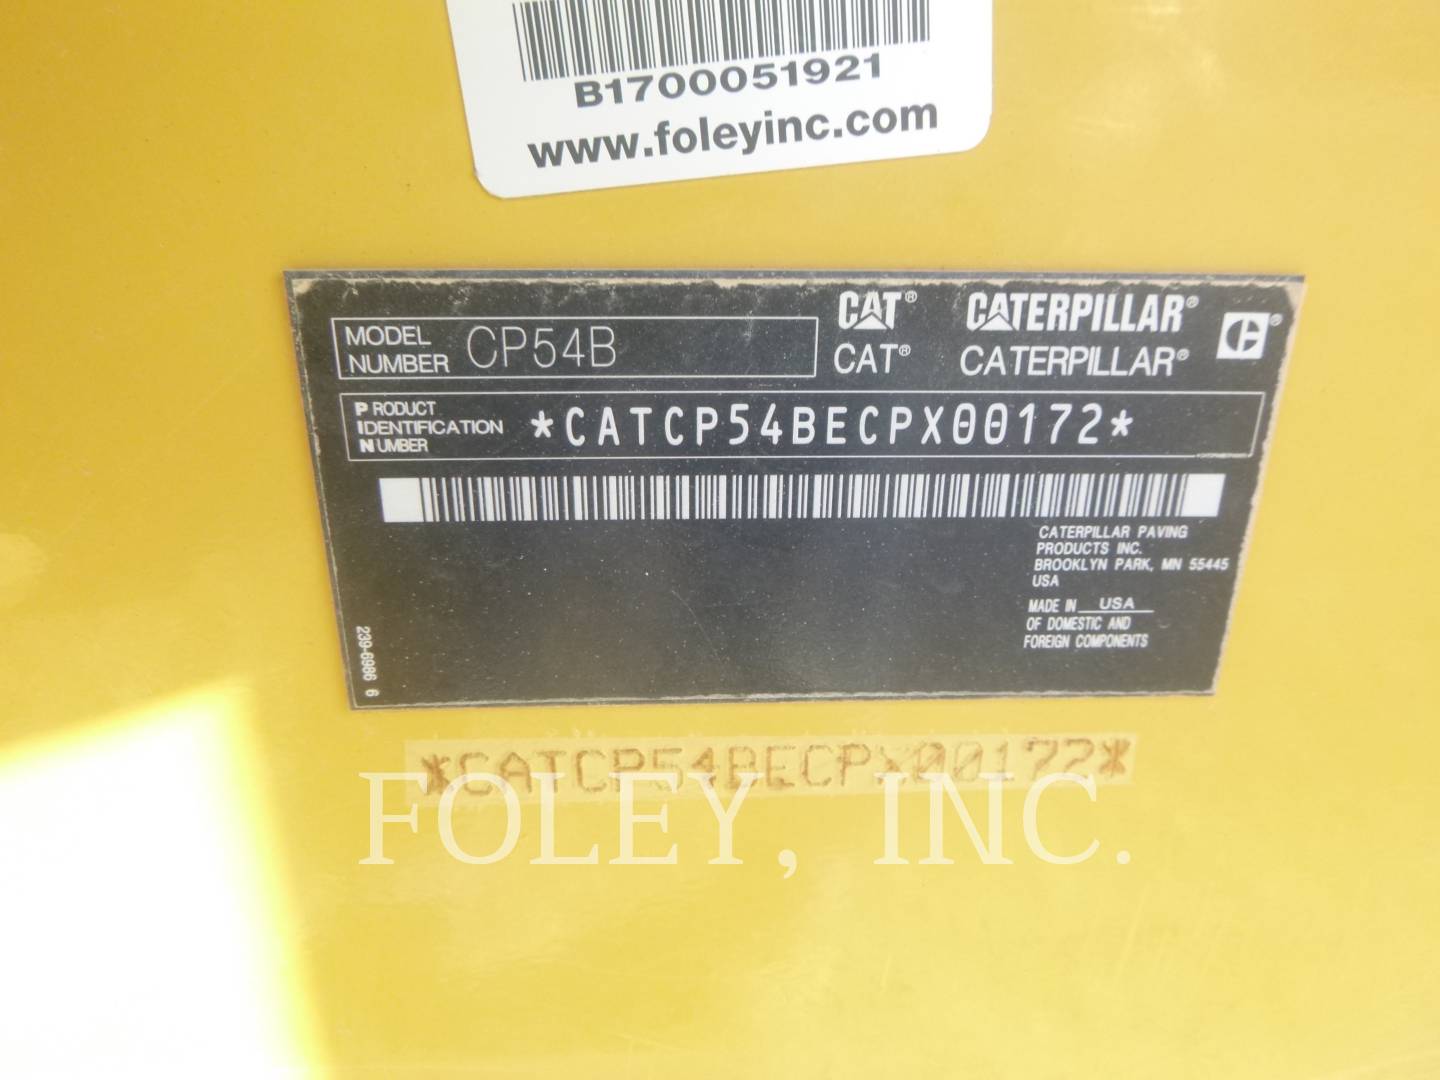 B1700051921
www.foleyinc.com
MODEL NUMBER CP54B
CAT® CATERPILLAR®
CAT® CATERPILLAR®
PRODUCT IDENTIFICATION NUMBER *CATCP54BECPX00172*
CATERPILLAR PAVING
PRODUCTS INC.
BROOKLYN PARK, MN 55445
USA
MADE IN USA
OF DOMESTIC AND
FOREIGN COMPONENTS
239-6986 6
*CATCP54BECPX00172*
FOLEY, INC.